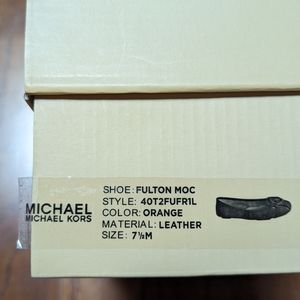 MICHAEL
MICHAEL KORS
SHOE: FULTON MOC
STYLE: 40T2FUFR1L
COLOR: ORANGE
MATERIAL: LEATHER
SIZE: 7½M